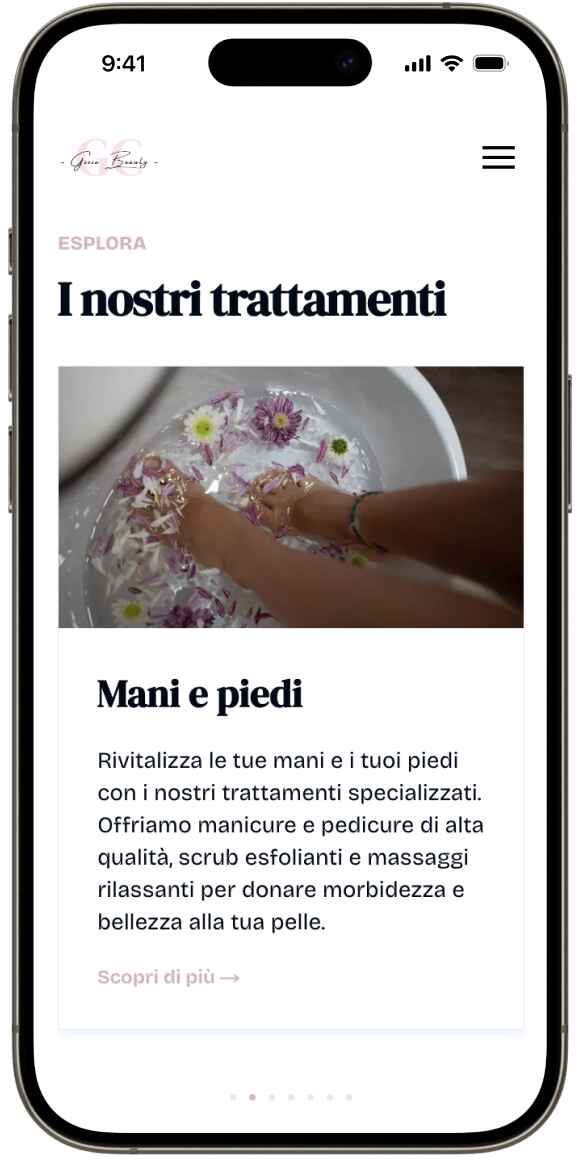 9:41
GC
- Grein Beauty -
ESPLORA
I nostri trattamenti
Mani e piedi
Rivitalizza le tue mani e i tuoi piedi
con i nostri trattamenti specializzati.
Offriamo manicure e pedicure di alta
qualità, scrub esfolianti e massaggi
rilassanti per donare morbidezza e
bellezza alla tua pelle.
Scopri di più →